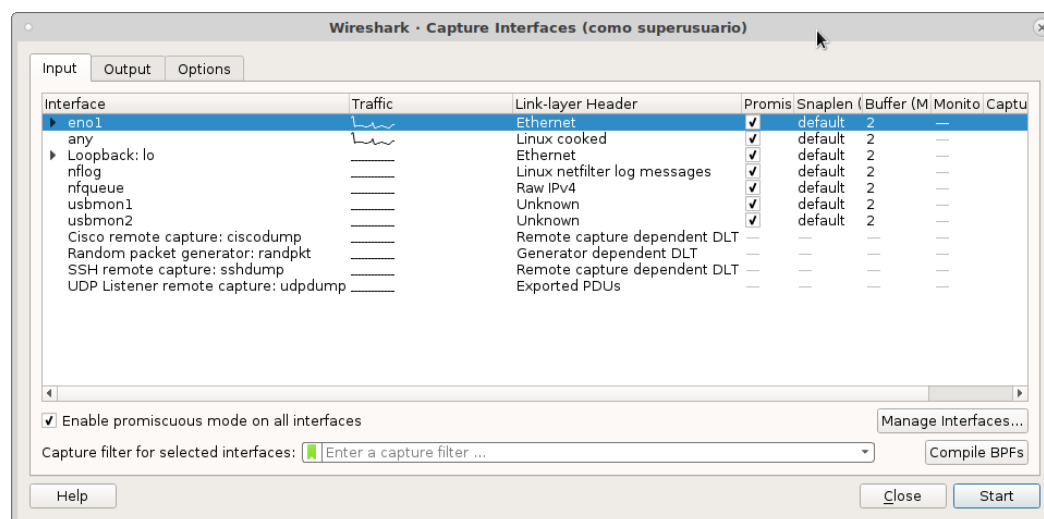 Wireshark · Capture Interfaces (como superusuario)
Input Output Options
Interface Traffic Link-layer Header Promis Snaplen ( Buffer (M Monito Captu
eno1 Ethernet default 2 —
any Linux cooked default 2 —
Loopback: lo Ethernet default 2 —
nflog Linux netfilter log messages default 2 —
nfqueue Raw IPv4 default 2 —
usbmon1 Unknown default 2 —
usbmon2 Unknown default 2 —
Cisco remote capture: ciscodump Remote capture dependent DLT — — — —
Random packet generator: randpkt Generator dependent DLT — — — —
SSH remote capture: sshdump Remote capture dependent DLT — — — —
UDP Listener remote capture: udpdump Exported PDUs — — — —
Enable promiscuous mode on all interfaces Manage Interfaces...
Capture filter for selected interfaces: Enter a capture filter ... Compile BPFs
Help Close Start